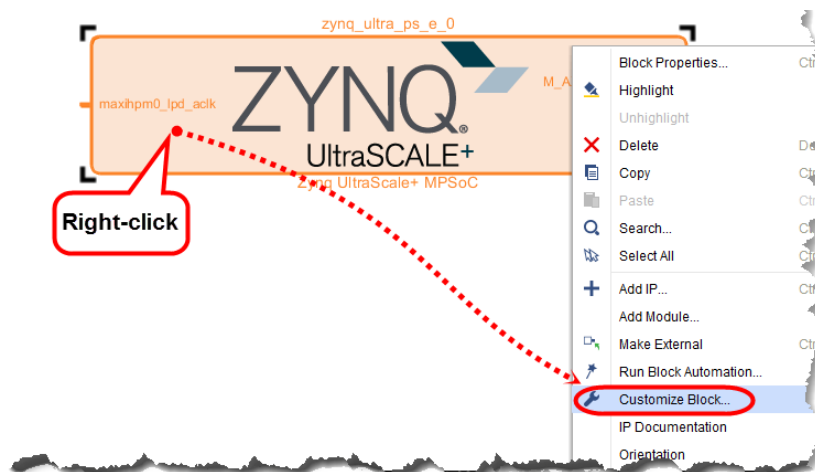 zynq_ultra_ps_e_0
maxihpm0_lpd_aclk
M_A
ZYNQ.
UltraSCALE+
Zynq UltraScale+ MPSoC
Right-click
Block Properties...
Highlight
Unhighlight
Delete
Copy
Paste
Search...
Select All
Add IP...
Add Module...
Make External
Run Block Automation...
Customize Block...
IP Documentation
Orientation